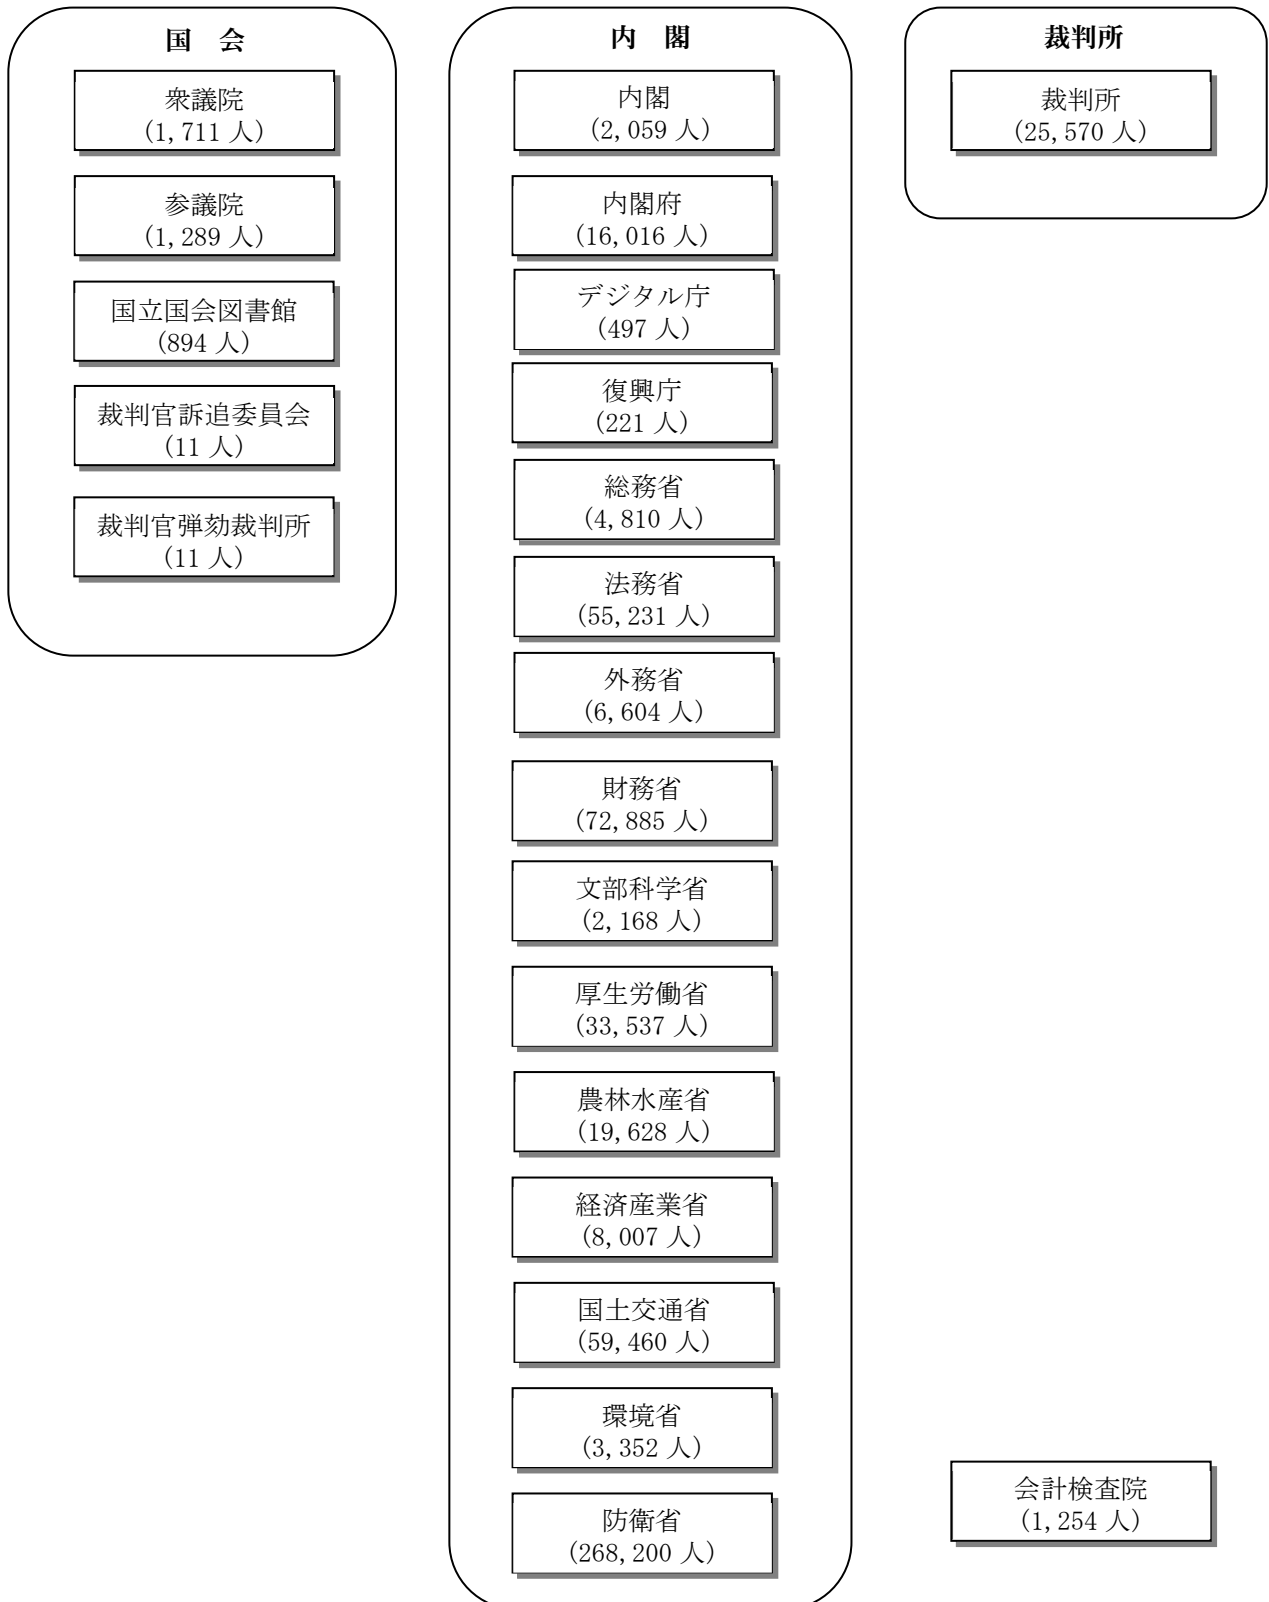 国　会
衆議院
(1,711 人)
参議院
(1,289 人)
国立国会図書館
(894 人)
裁判官訴追委員会
(11 人)
裁判官弾劾裁判所
(11 人)
内　閣
内閣
(2,059 人)
内閣府
(16,016 人)
デジタル庁
(497 人)
復興庁
(221 人)
総務省
(4,810 人)
法務省
(55,231 人)
外務省
(6,604 人)
財務省
(72,885 人)
文部科学省
(2,168 人)
厚生労働省
(33,537 人)
農林水産省
(19,628 人)
経済産業省
(8,007 人)
国土交通省
(59,460 人)
環境省
(3,352 人)
防衛省
(268,200 人)
裁判所
裁判所
(25,570 人)
会計検査院
(1,254 人)